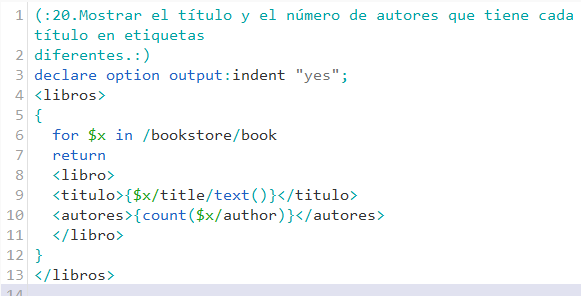 1 (:20.Mostrar el título y el número de autores que tiene cada
título en etiquetas
2 diferentes.:)
3 declare option output:indent "yes";
4 <libros>
5 {
6 for $x in /bookstore/book
7 return
8 <libro>
9 <titulo>{$x/title/text()}</titulo>
10 <autores>{count($x/author)}</autores>
11 </libro>
12 }
13 </libros>
14